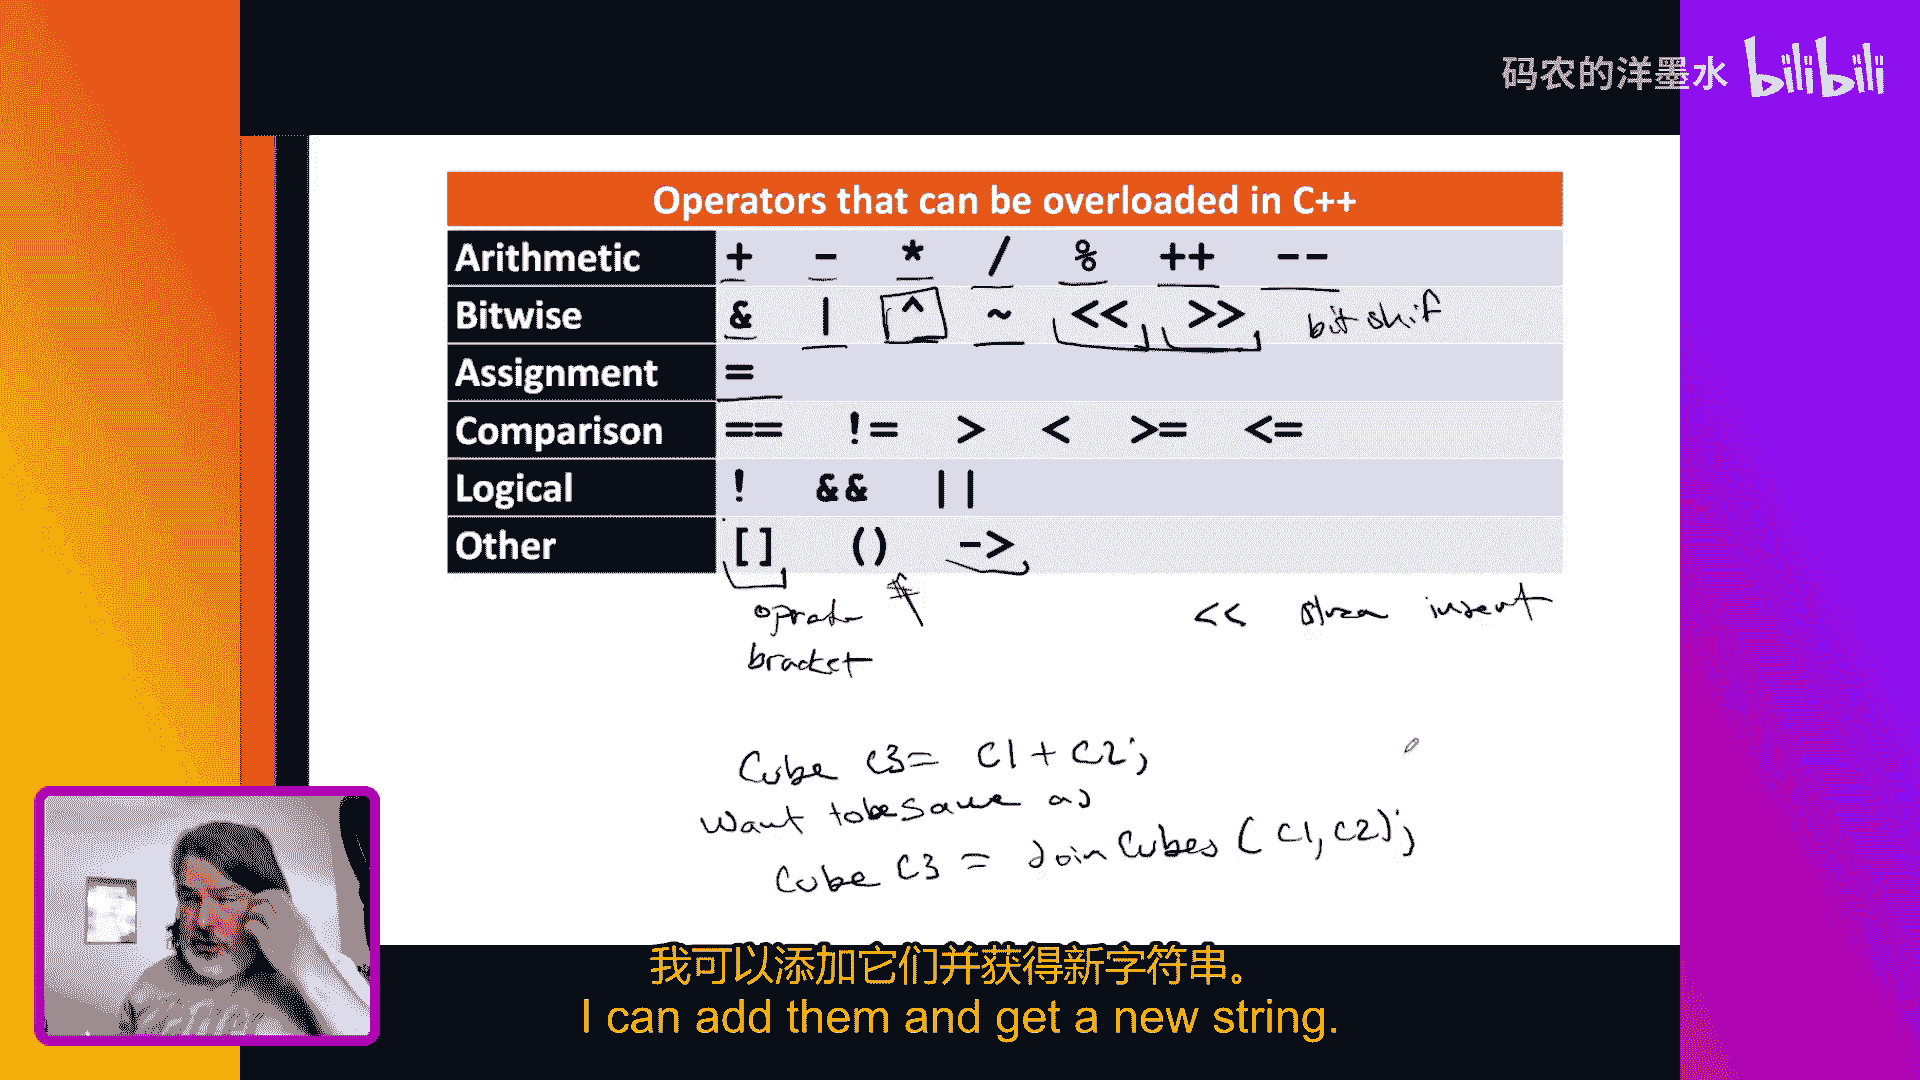 码农的洋墨水 bilibili
Operators that can be overloaded in C++
Arithmetic + - * / % ++ --
Bitwise & | ^ ~ << >> bit shif
Assignment =
Comparison == != > < >= <=
Logical ! && ||
Other [] () ->
<< insert
bracket
Cube C3 = C1 + C2;
Want to be same as
Cube C3 = JoinCubes (C1, C2);
我可以添加它们并获得新字符串。
I can add them and get a new string.